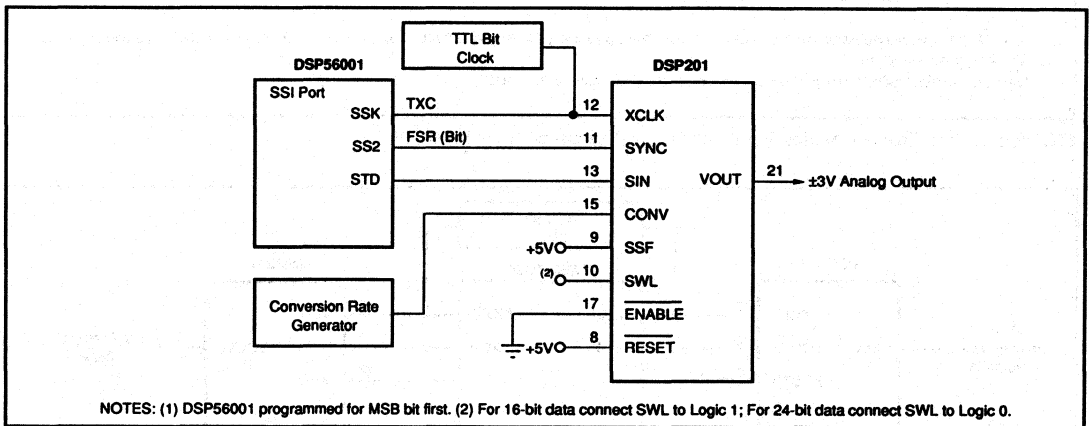 TTL Bit
Clock
DSP56001
DSP201
SSI Port
SSK
TXC
12
XCLK
SS2
FSR (Bit)
11
SYNC
STD
13
SIN
VOUT
21
±3V Analog Output
15
CONV
+5V
9
SSF
(2)
10
SWL
Conversion Rate
Generator
17
ENABLE
+5V
8
RESET
NOTES: (1) DSP56001 programmed for MSB bit first. (2) For 16-bit data connect SWL to Logic 1; For 24-bit data connect SWL to Logic 0.